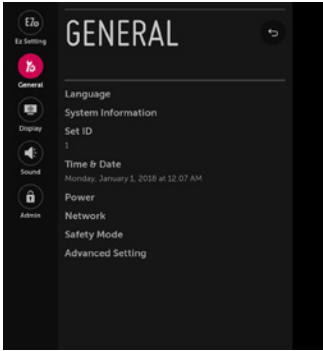 EZo
Ez Setting
General
Display
Sound
Admin
GENERAL
Language
System Information
Set ID
1
Time & Date
Monday, January 1, 2018 at 12:07 AM
Power
Network
Safety Mode
Advanced Setting